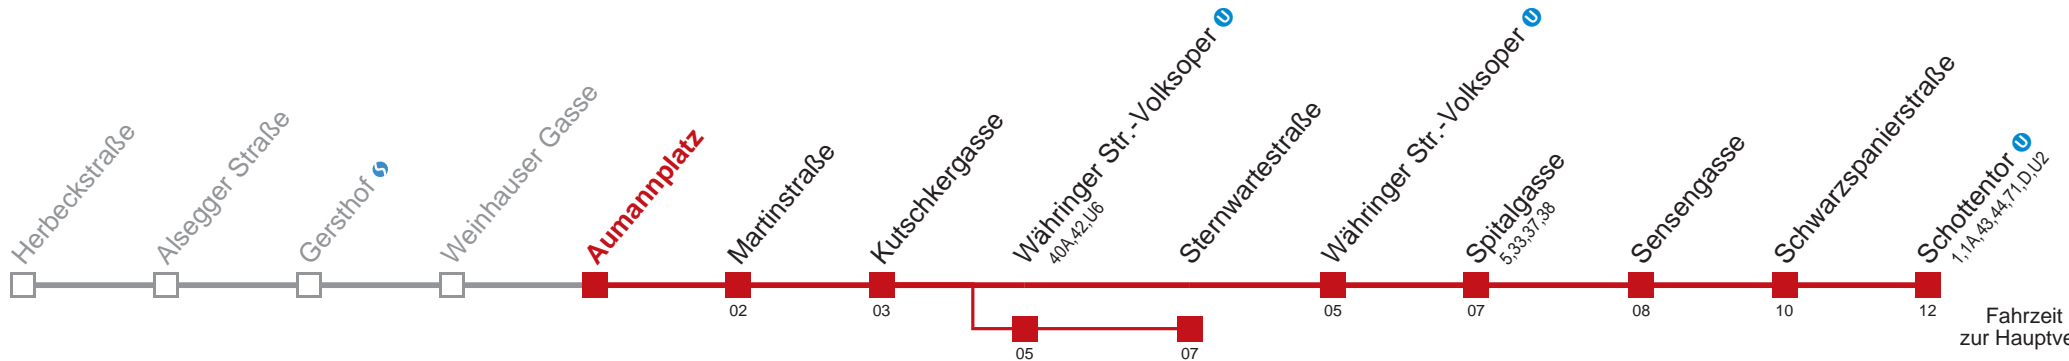 Herbeckstraße
Alsegger Straße
Gersthof
Weinhauser Gasse
Aumannplatz
Martinstraße
02
Kutschkergasse
03
Währinger Str.-Volksoper U
40A,42,U6
05
Sternwartestraße
07
Währinger Str.-Volksoper U
05
Spitalgasse
5,33,37,38
07
Sensengasse
08
Schwarzspanierstraße
10
Schottentor U
1,1A,43,44,71,D,U2
12
Fahrzeit
zur Hauptve